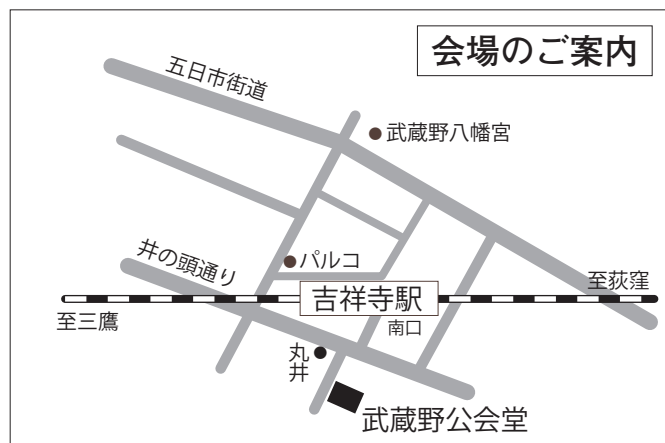 会場のご案内
五日市街道
武蔵野八幡宮
井の頭通り
パルコ
至荻窪
吉祥寺駅
至三鷹
南口
丸井
武蔵野公会堂